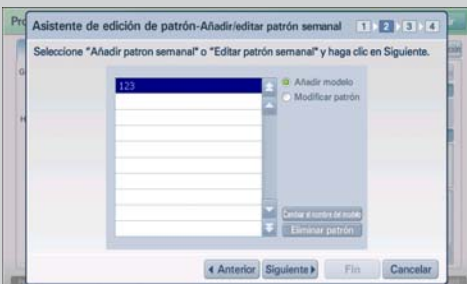 Pro
Asistente de edición de patrón-Añadir/editar patrón semanal
1 2 3 4
Seleccione "Añadir patron semanal" o "Editar patrón semanal" y haga clic en Siguiente.
123
Añadir modelo
Modificar patrón
Cambiar el nombre del modelo
Eliminar patrón
Anterior
Siguiente
Fin
Cancelar